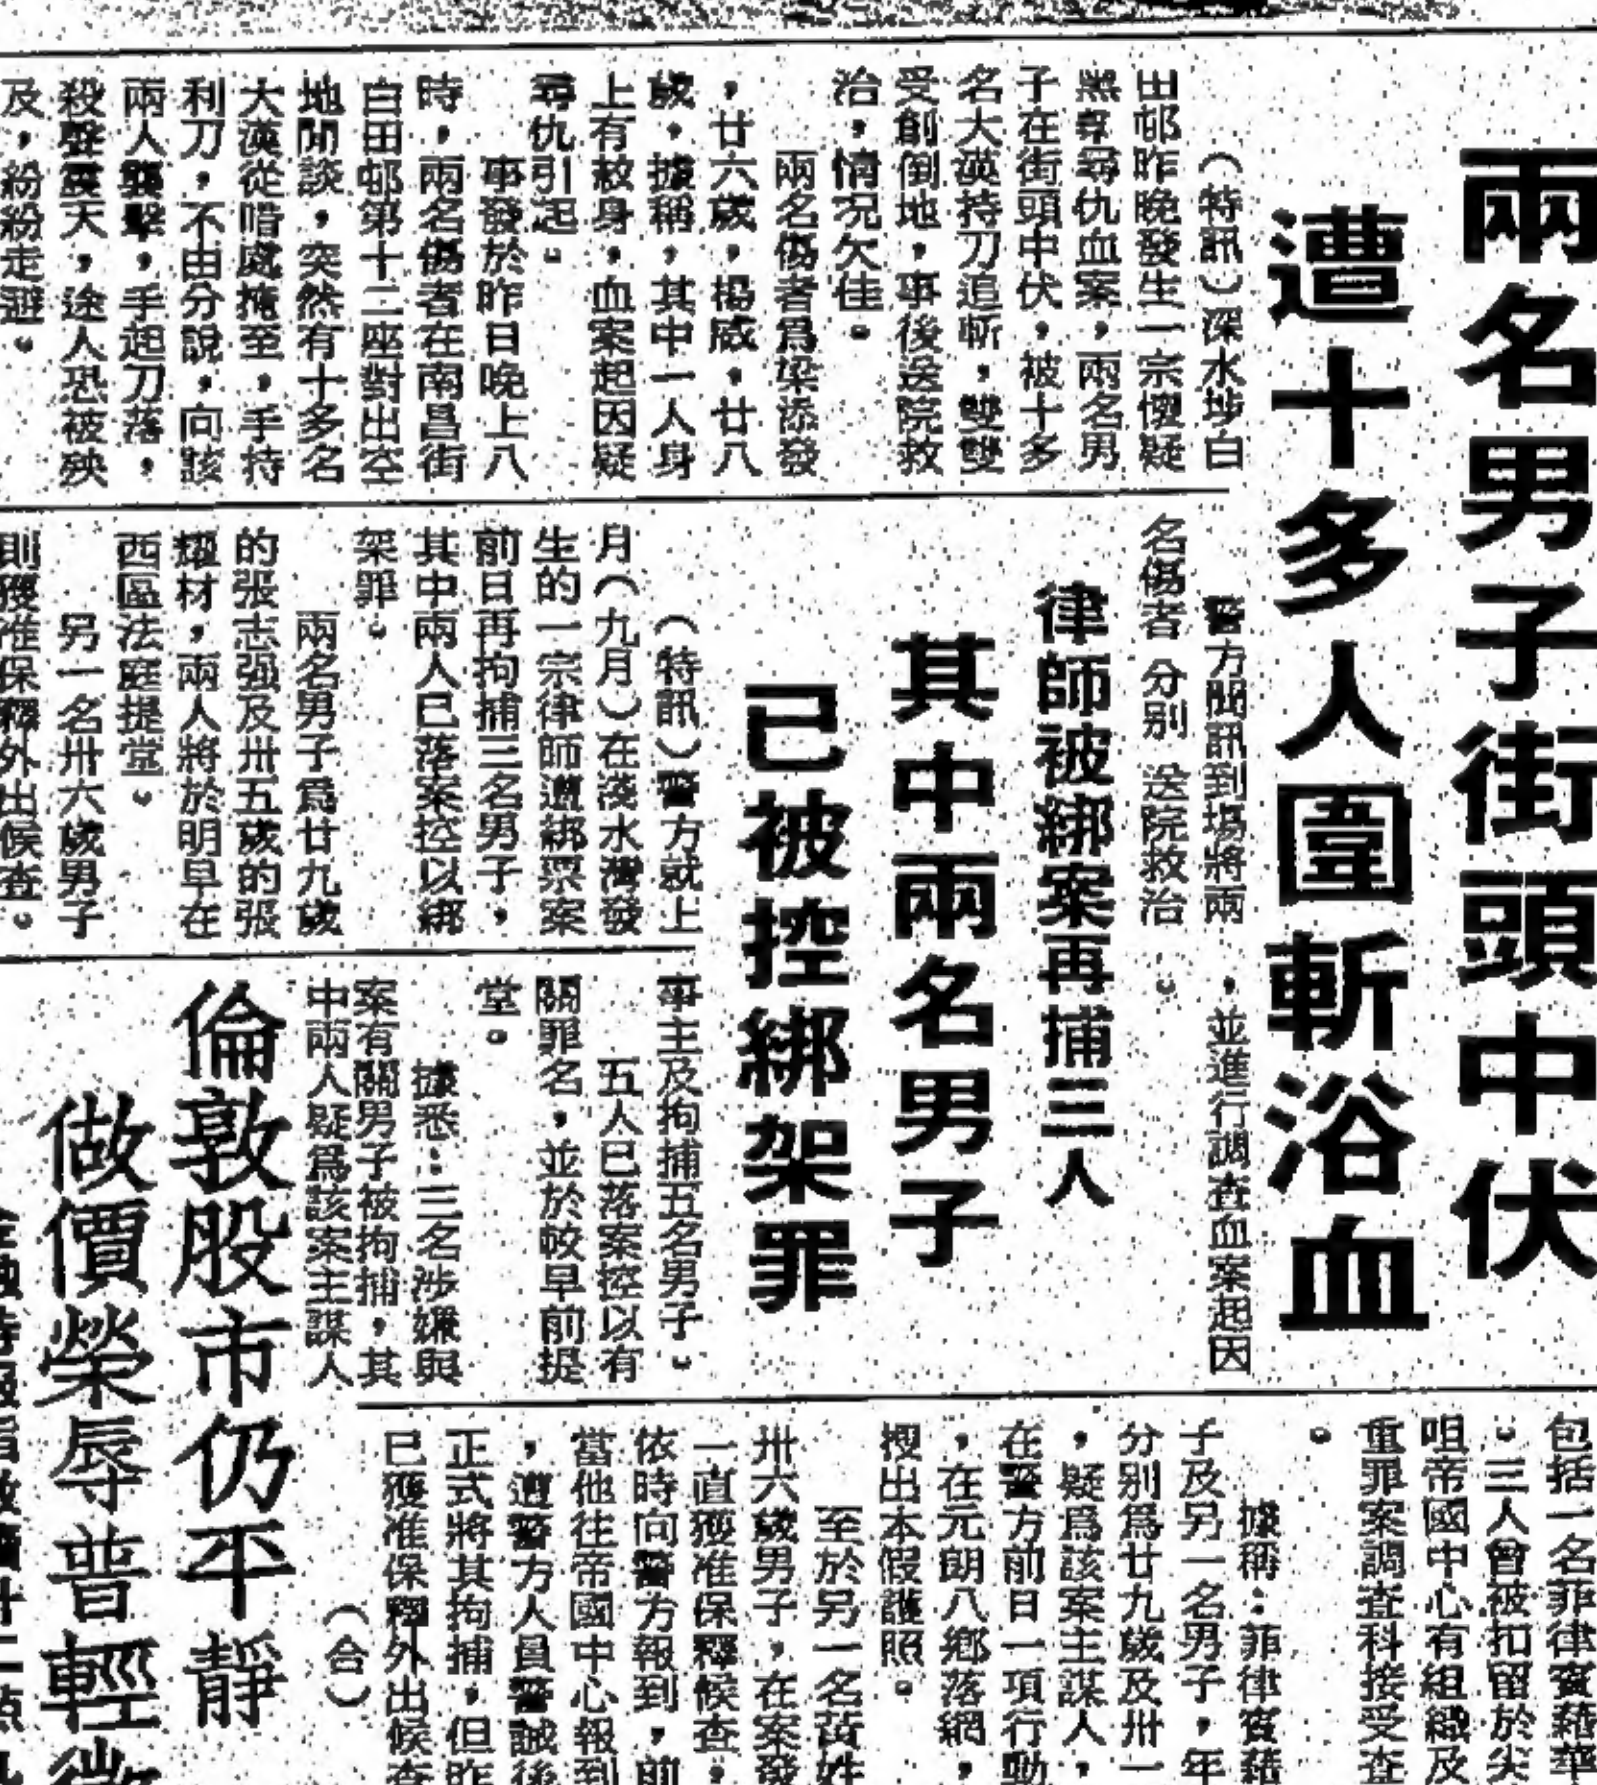 兩名男子街頭中伏
遭十多人圍斬浴血
(特訊)深水埗白
田邨昨晚發生一宗懷疑
黑幫尋仇血案,兩名男
子在街頭中伏,被十多
名大漢持刀追斬,雙雙
受創倒地,事後送院救
治,情況欠佳。
兩名傷者爲梁添發
,廿六歲,楊威,廿八
歲,據稱,其中一人身
上有紋身,血案起因疑
尋仇引起。
事發於昨日晚上八
時,兩名傷者在南昌街
白田邨第十二座對出空
地閒談,突然有十多名
大漢從暗處掩至,手持
利刀,不由分說,向該
兩人襲擊,手起刀落,
殺聲震天,途人恐被殃
及,紛紛走避。
警方聞訊到場將兩
名傷者 分别 送院救治
,並進行調查血案起因
。
律師被綁案再捕三人
其中兩名男子
已被控綁架罪
(特訊)警方就上
月(九月)在淺水灣發
生的一宗律師遭綁票案
前日再拘捕三名男子,
其中兩人已落案控以綁
架罪。
兩名男子爲廿九歲
的張志强及卅五歲的張
耀材,兩人將於明早在
西區法庭提堂。
另一名卅六歲男子
則獲准保釋外出候查。
事主及拘捕五名男子。
五人已落案控以有
關罪名,並於較早前提
堂。
據悉:三名涉嫌與
案有關男子被拘捕,其
中兩人疑爲該案主謀人
包括一名菲律賓藉華
。三人曾被扣留於尖
咀帝國中心有組織及
重罪案調查科接受查
。
據稱:菲律賓藉
子及另一名男子,年
分別爲廿九歲及卅一
,疑爲該案主謀人,
在警方前日一項行動
,在元朗八鄉落網,
搜出本假護照。
至於另一名黃姓
卅六歲男子,在案發
一直獲准保釋候查。
依時向警方報到,前
當他往帝國中心報到
,遭警方人員警誡後
正式將其拘捕,但昨
已獲准保釋外出候查
(合)
倫敦股市仍平靜
做價榮辱普輕微